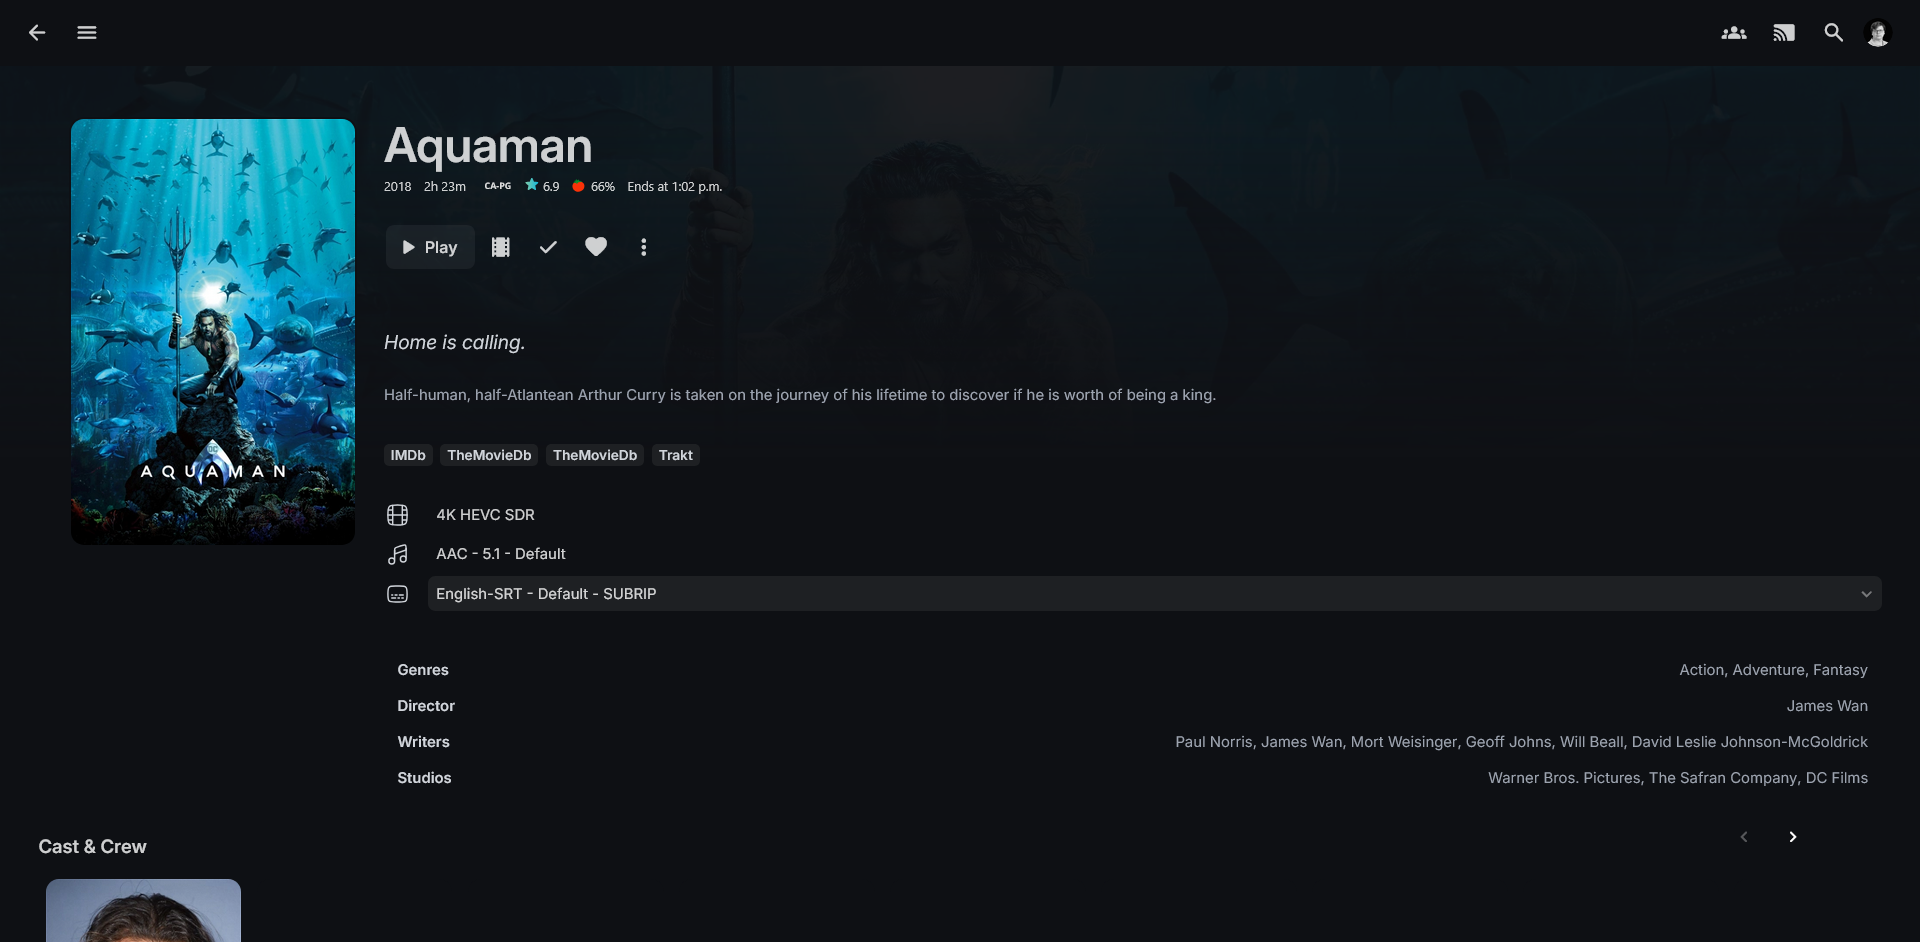 Aquaman
2018 2h 23m CA-PG 6.9 66% Ends at 1:02 p.m.
Play
Home is calling.
Half-human, half-Atlantean Arthur Curry is taken on the journey of his lifetime to discover if he is worth of being a king.
IMDb TheMovieDb TheMovieDb Trakt
DC
AQUAMAN
4K HEVC SDR
AAC - 5.1 - Default
English-SRT - Default - SUBRIP
Genres Action, Adventure, Fantasy
Director James Wan
Writers Paul Norris, James Wan, Mort Weisinger, Geoff Johns, Will Beall, David Leslie Johnson-McGoldrick
Studios Warner Bros. Pictures, The Safran Company, DC Films
Cast & Crew